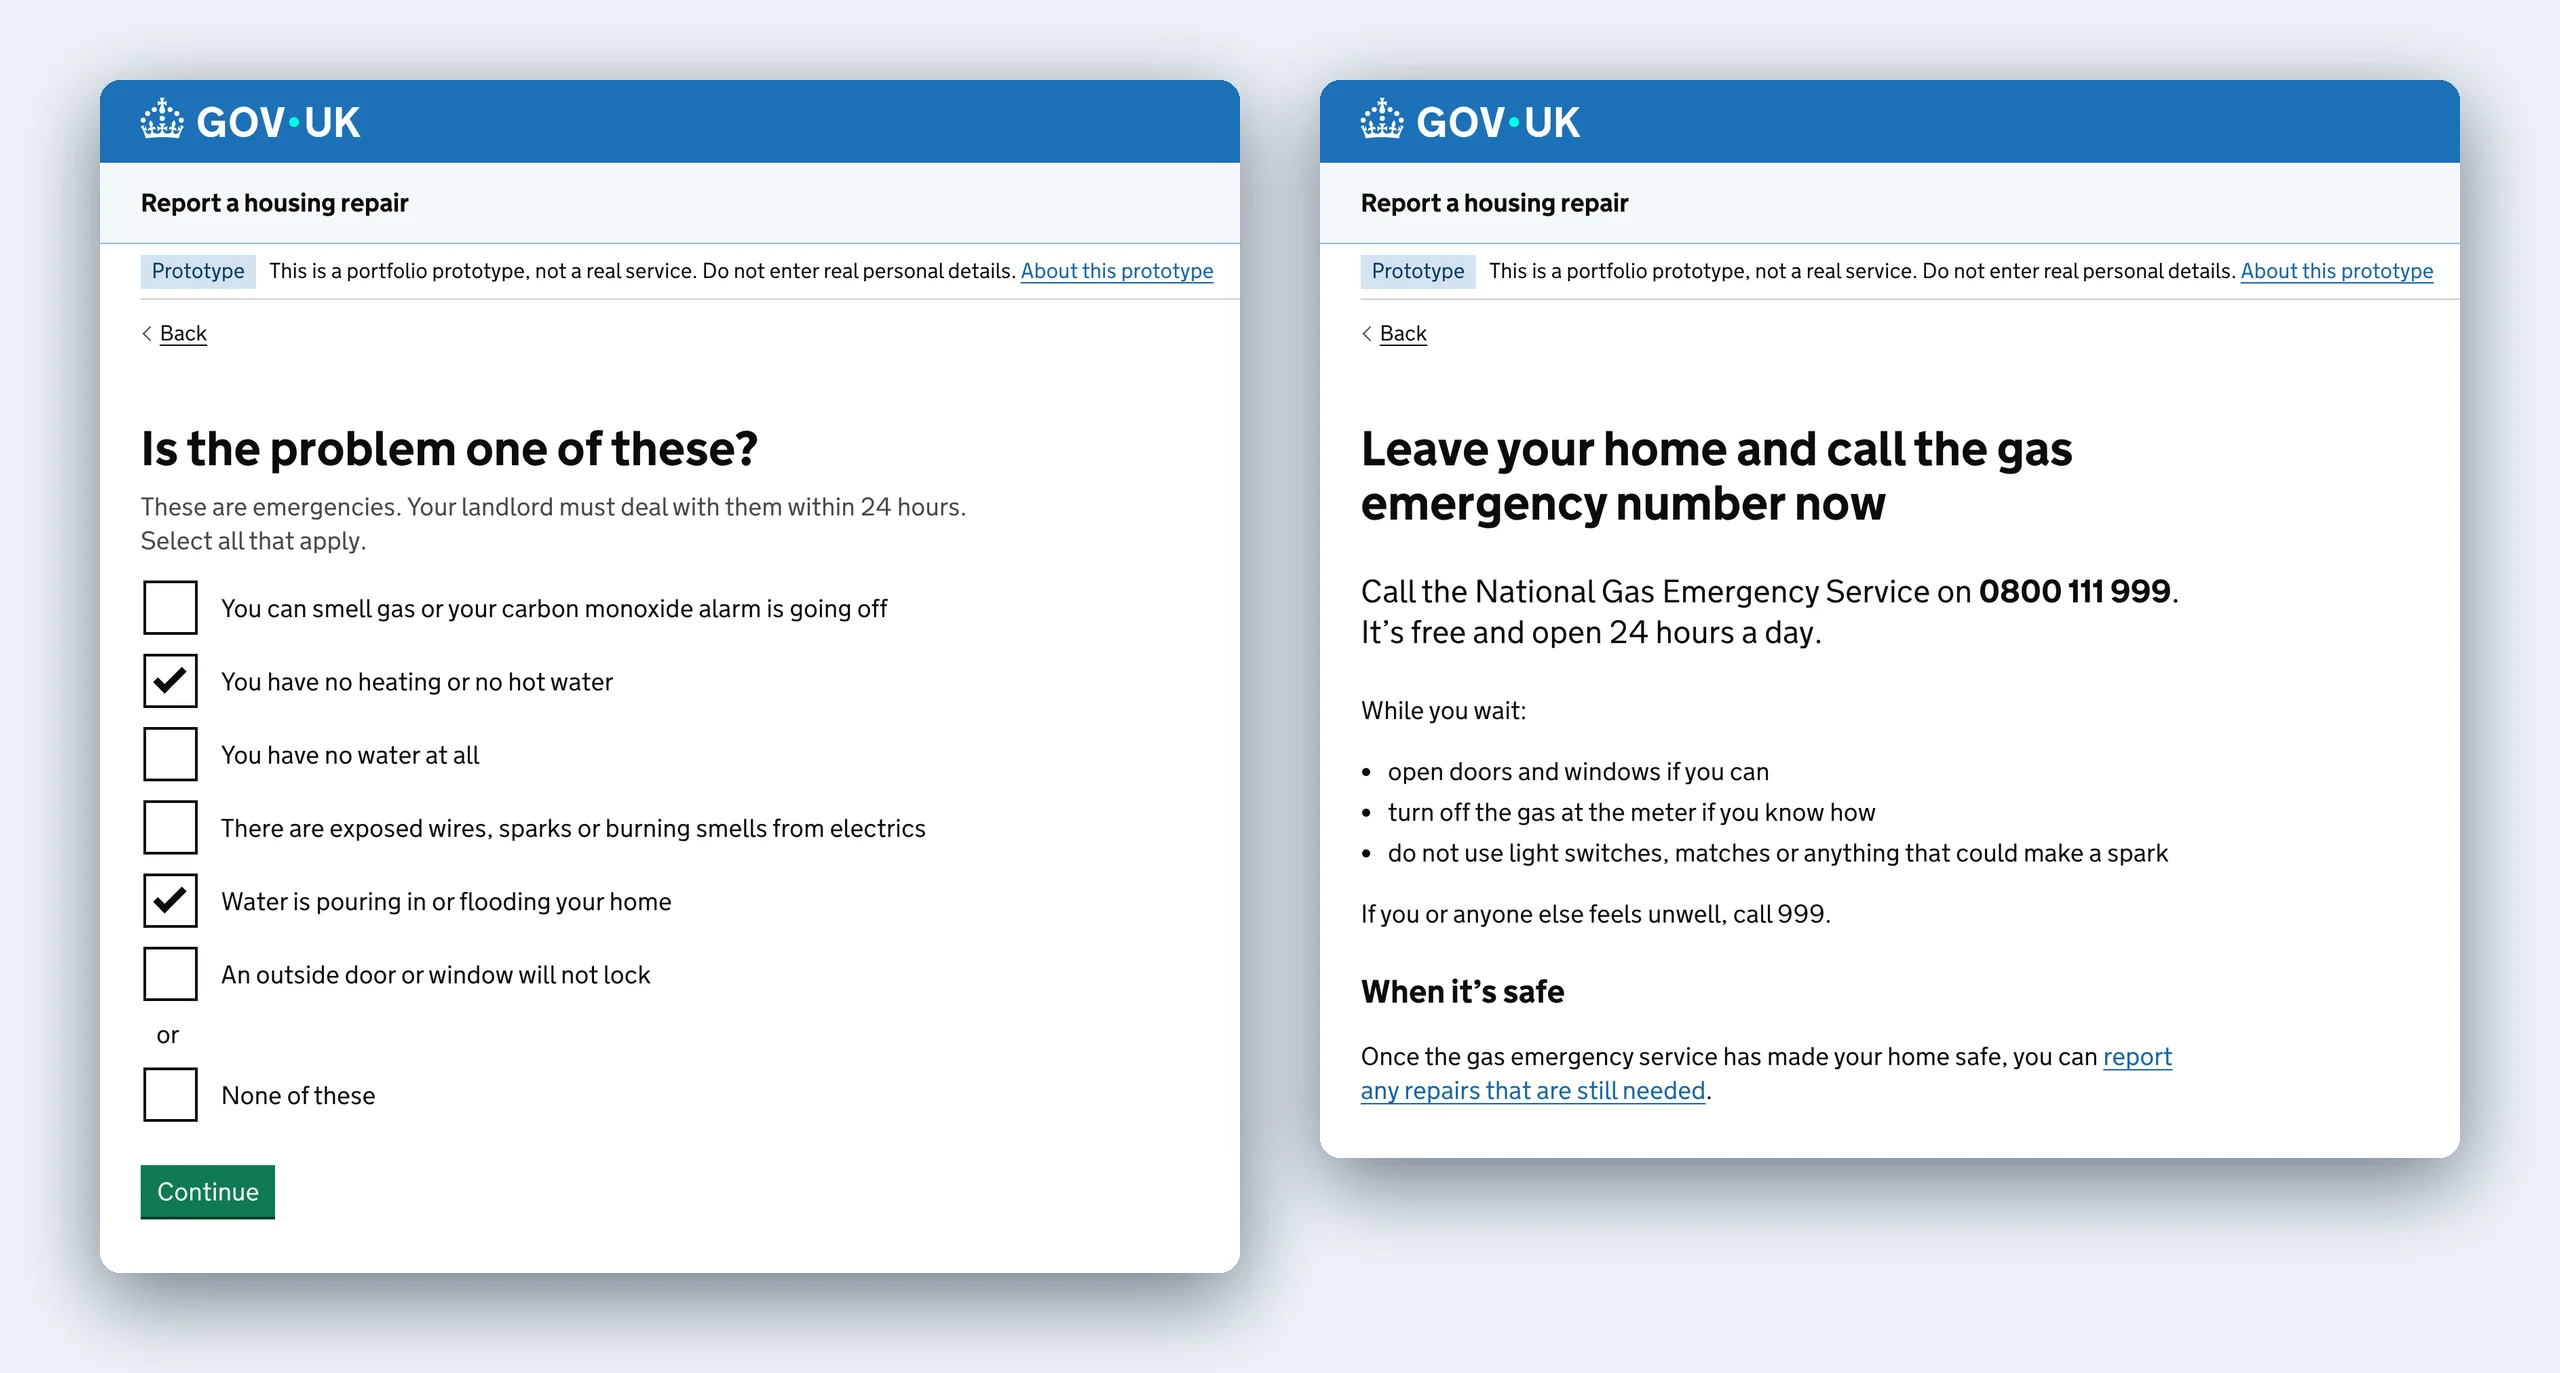 GOV•UK
Report a housing repair
Prototype This is a portfolio prototype, not a real service. Do not enter real personal details. About this prototype
Back
Is the problem one of these?
These are emergencies. Your landlord must deal with them within 24 hours.
Select all that apply.
You can smell gas or your carbon monoxide alarm is going off
You have no heating or no hot water
You have no water at all
There are exposed wires, sparks or burning smells from electrics
Water is pouring in or flooding your home
An outside door or window will not lock
or
None of these
Continue
GOV•UK
Report a housing repair
Prototype This is a portfolio prototype, not a real service. Do not enter real personal details. About this prototype
Back
Leave your home and call the gas
emergency number now
Call the National Gas Emergency Service on 0800 111 999.
It’s free and open 24 hours a day.
While you wait:
• open doors and windows if you can
• turn off the gas at the meter if you know how
• do not use light switches, matches or anything that could make a spark
If you or anyone else feels unwell, call 999.
When it’s safe
Once the gas emergency service has made your home safe, you can report
any repairs that are still needed.